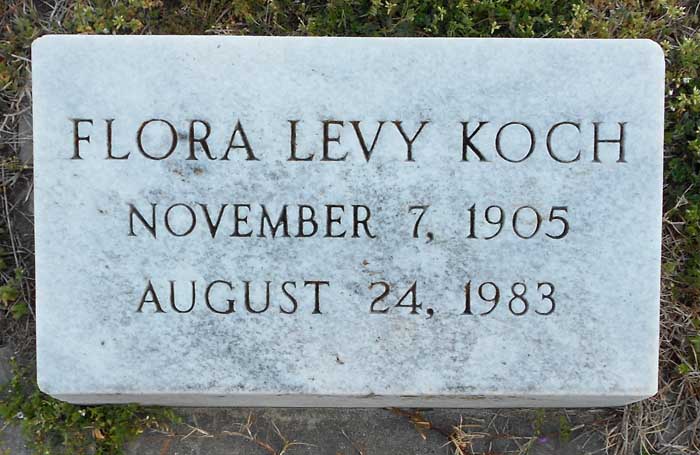 FLORA LEVY KOCH
NOVEMBER 7, 1905
AUGUST 24, 1983